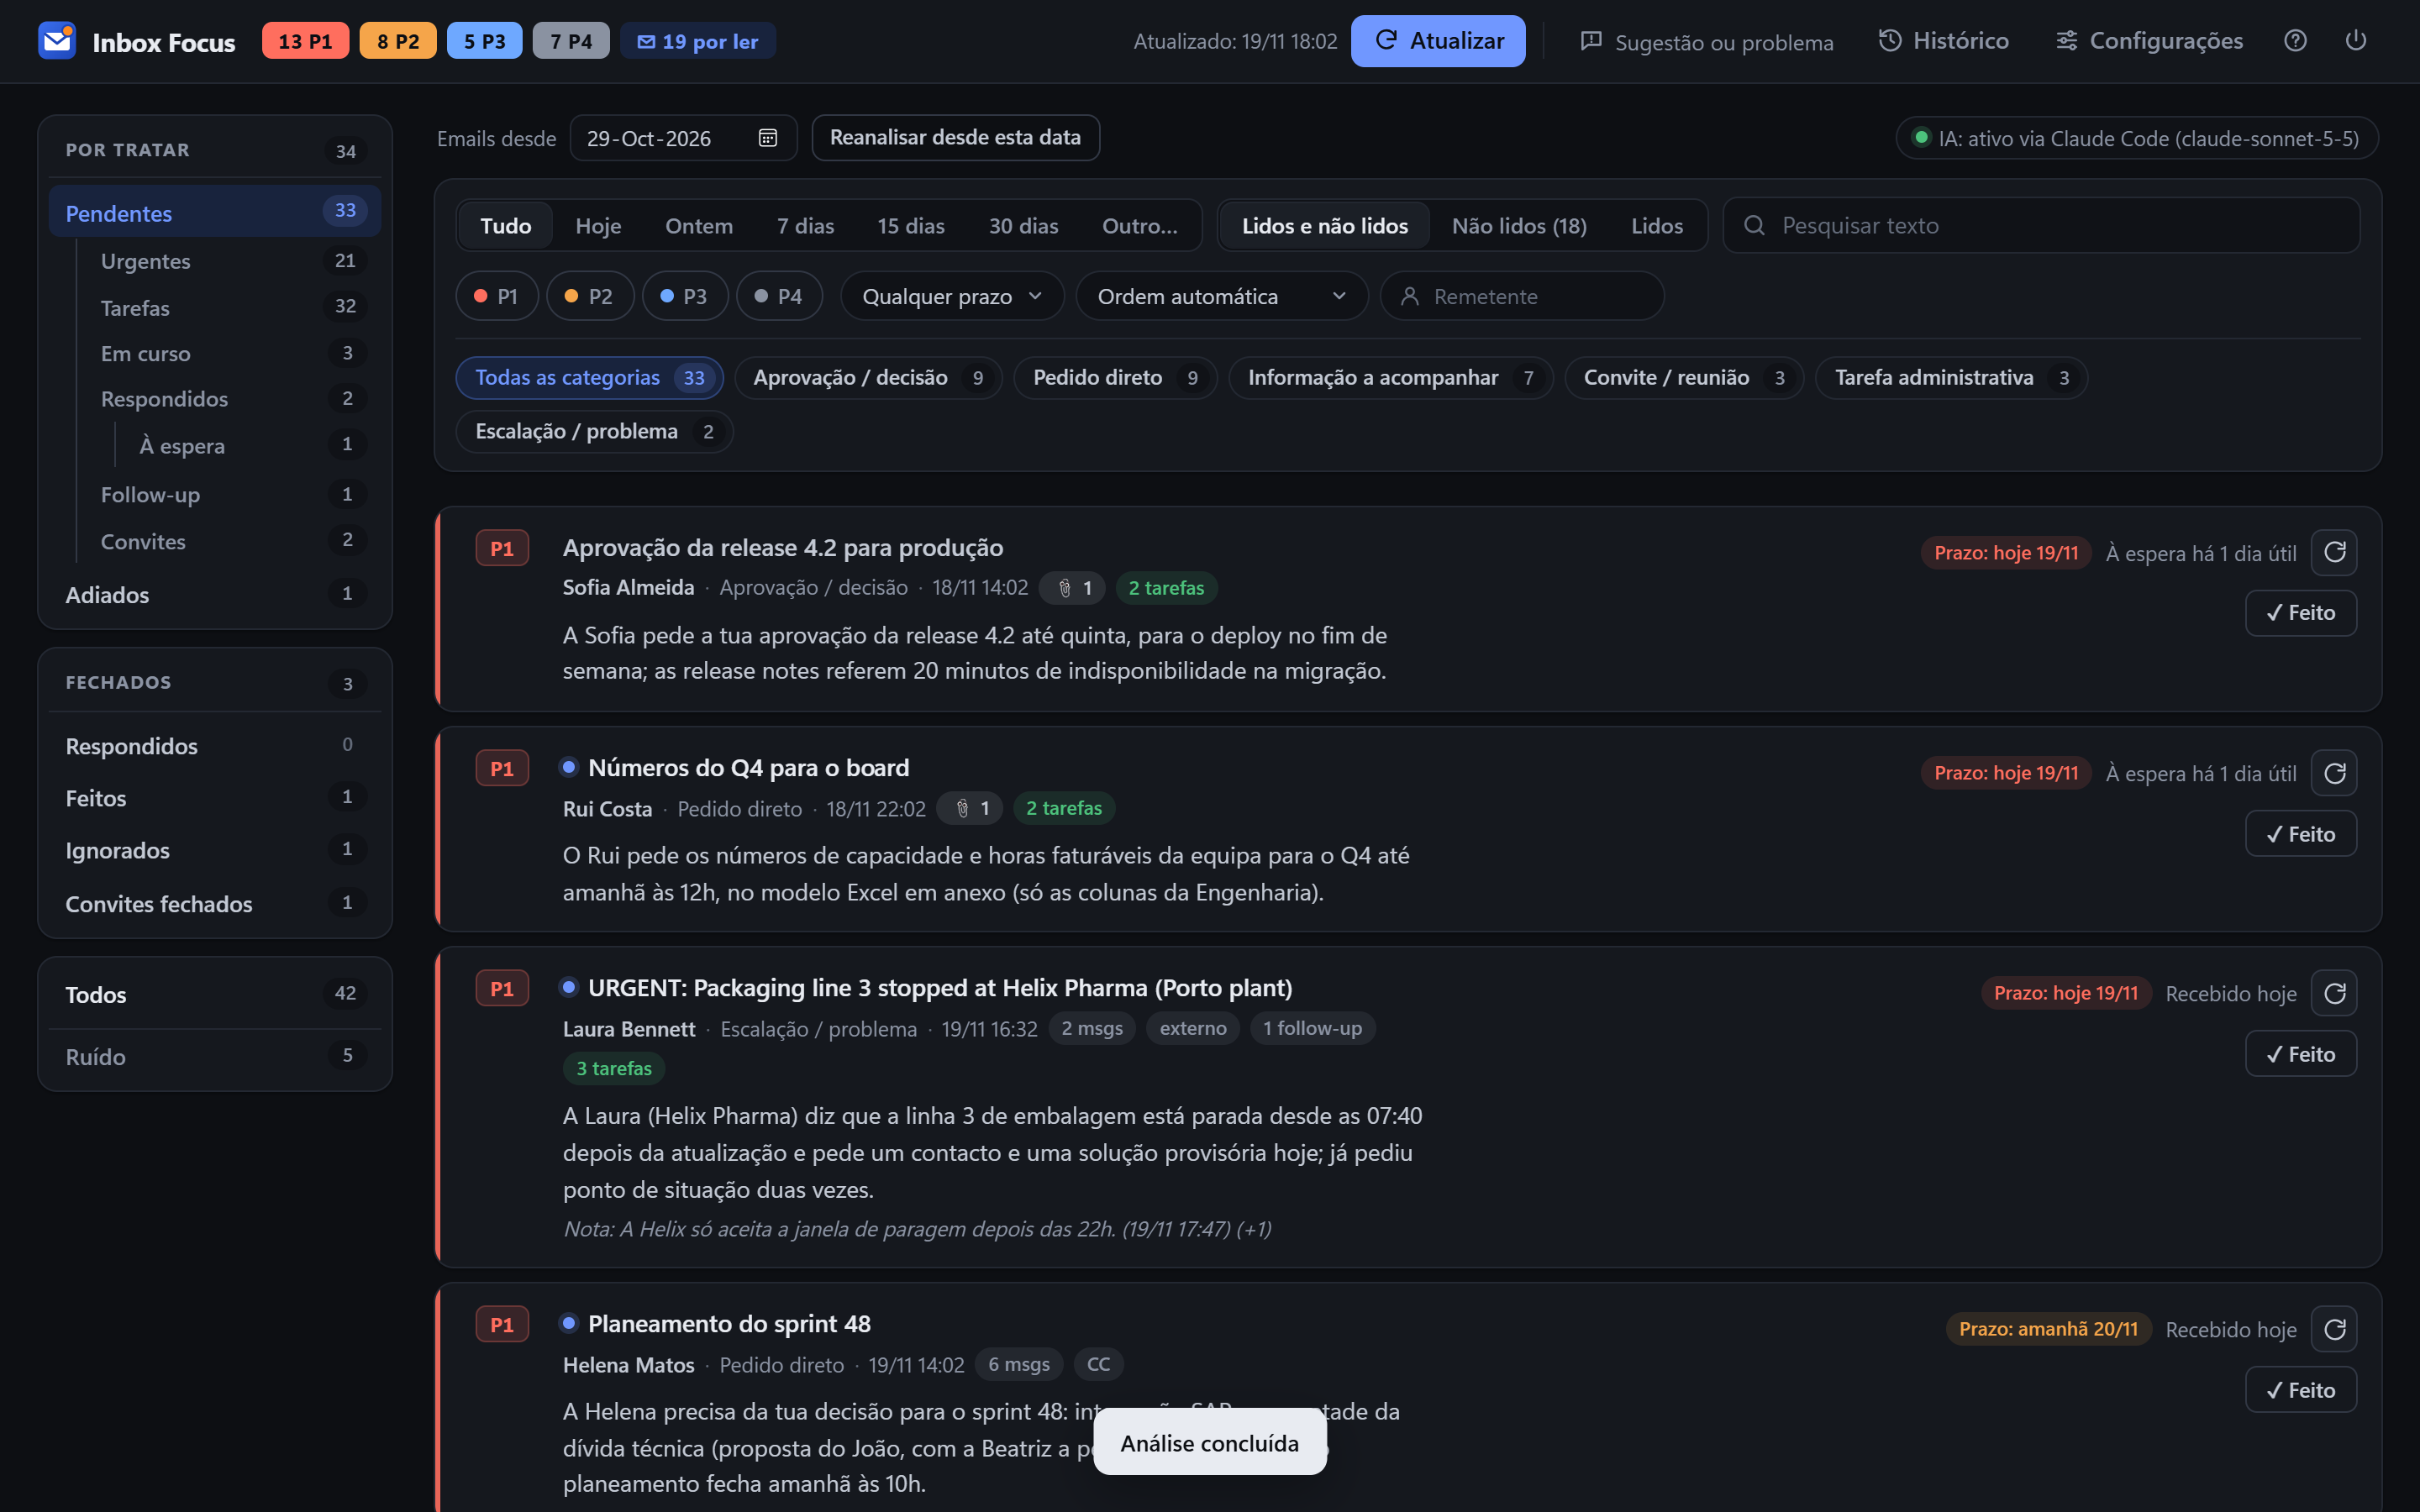 Inbox Focus
13 P1
8 P2
5 P3
7 P4
19 por ler
Atualizado: 19/11 18:02
Atualizar
Sugestão ou problema
Histórico
Configurações
POR TRATAR 34
Pendentes 33
Urgentes 21
Tarefas 32
Em curso 3
Respondidos 2
À espera 1
Follow-up 1
Convites 2
Adiados 1
FECHADOS 3
Respondidos 0
Feitos 1
Ignorados 1
Convites fechados 1
Todos 42
Ruído 5
Emails desde
29-Oct-2026
Reanalisar desde esta data
IA: ativo via Claude Code (claude-sonnet-5-5)
Tudo Hoje Ontem 7 dias 15 dias 30 dias Outro...
Lidos e não lidos Não lidos (18) Lidos
Pesquisar texto
P1 P2 P3 P4
Qualquer prazo
Ordem automática
Remetente
Todas as categorias 33
Aprovação / decisão 9
Pedido direto 9
Informação a acompanhar 7
Convite / reunião 3
Tarefa administrativa 3
Escalação / problema 2
P1 Aprovação da release 4.2 para produção
Prazo: hoje 19/11 À espera há 1 dia útil
Sofia Almeida · Aprovação / decisão · 18/11 14:02 1 2 tarefas
✓ Feito
A Sofia pede a tua aprovação da release 4.2 até quinta, para o deploy no fim de
semana; as release notes referem 20 minutos de indisponibilidade na migração.
P1 Números do Q4 para o board
Prazo: hoje 19/11 À espera há 1 dia útil
Rui Costa · Pedido direto · 18/11 22:02 1 2 tarefas
✓ Feito
O Rui pede os números de capacidade e horas faturáveis da equipa para o Q4 até
amanhã às 12h, no modelo Excel em anexo (só as colunas da Engenharia).
P1 URGENT: Packaging line 3 stopped at Helix Pharma (Porto plant)
Prazo: hoje 19/11 Recebido hoje
Laura Bennett · Escalação / problema · 19/11 16:32 2 msgs externo 1 follow-up
3 tarefas
✓ Feito
A Laura (Helix Pharma) diz que a linha 3 de embalagem está parada desde as 07:40
depois da atualização e pede um contacto e uma solução provisória hoje; já pediu
ponto de situação duas vezes.
Nota: A Helix só aceita a janela de paragem depois das 22h. (19/11 17:47) (+1)
P1 Planeamento do sprint 48
Prazo: amanhã 20/11 Recebido hoje
Helena Matos · Pedido direto · 19/11 14:02 6 msgs CC
✓ Feito
A Helena precisa da tua decisão para o sprint 48: da
dívida técnica (proposta do João, com a Beatriz a
planeamento fecha amanhã às 10h.
Análise concluída